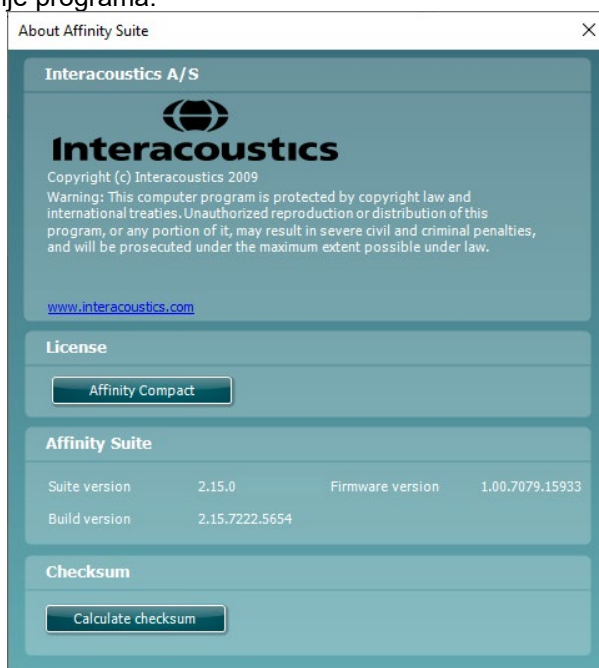 programa.
About Affinity Suite
Interacoustics A/S
Interacoustics
Copyright (c) Interacoustics 2009
Warning: This computer program is protected by copyright law and
international treaties. Unauthorized reproduction or distribution of this
program, or any portion of it, may result in severe civil and criminal penalties,
and will be prosecuted under the maximum extent possible under law.
www.interacoustics.com
License
Affinity Compact
Affinity Suite
Suite version 2.15.0 Firmware version 1.00.7079.15933
Build version 2.15.7222.5654
Checksum
Calculate checksum